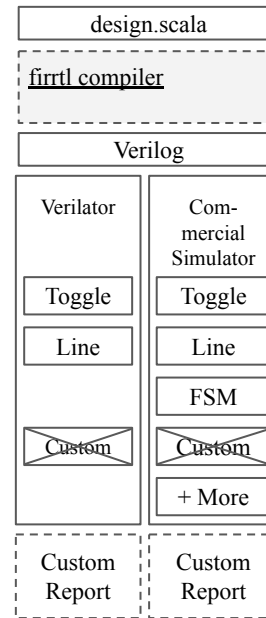 design.scala
firrtl compiler
Verilog
Verilator
Toggle
Line
Custom
Com-
mercial
Simulator
Toggle
Line
FSM
Custom
+ More
Custom
Report
Custom
Report